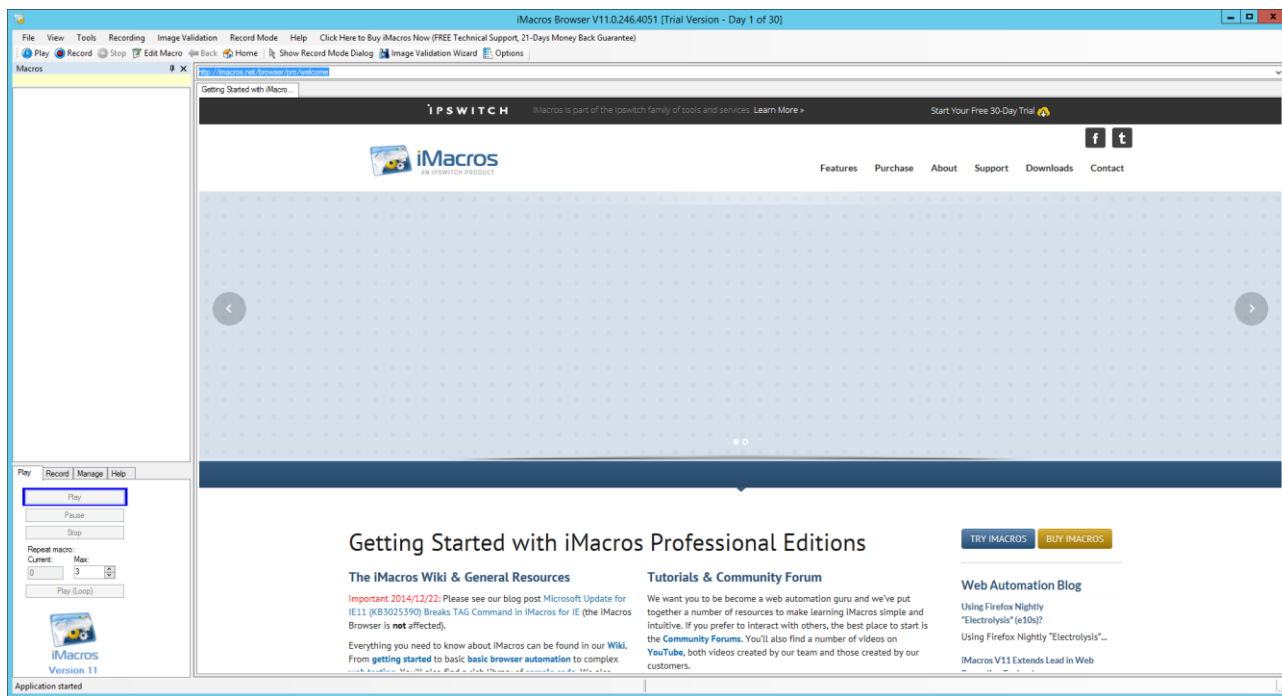 iMacros Browser V11.0.246.4051 [Trial Version - Day 1 of 30]
File View Tools Recording Image Validation Record Mode Help Click Here to Buy iMacros Now (FREE Technical Support, 21-Days Money Back Guarantee)
Play Record Stop Edit Macro Back Home Show Record Mode Dialog Image Validation Wizard Options
Macros
http://imacros.net/browser/pro/welcome
Getting Started with iMacro...
IPSWITCH iMacros is part of the Ipswitch family of tools and services. Learn More » Start Your Free 30-Day Trial
f t
iMacros
AN IPSWITCH PRODUCT
Features Purchase About Support Downloads Contact
Play Record Manage Help
Play
Pause
Stop
Repeat macro:
Current: Max:
0 3
Play (Loop)
iMacros
Version 11
Getting Started with iMacros Professional Editions
The iMacros Wiki & General Resources
Important 2014/12/22: Please see our blog post Microsoft Update for
IE11 (KB3025390) Breaks TAG Command in iMacros for IE (the iMacros
Browser is not affected).
Everything you need to know about iMacros can be found in our Wiki.
From getting started to basic basic browser automation to complex
Tutorials & Community Forum
We want you to be become a web automation guru and we've put
together a number of resources to make learning iMacros simple and
intuitive. If you prefer to interact with others, the best place to start is
the Community Forums. You'll also find a number of videos on
YouTube, both videos created by our team and those created by our
customers.
TRY IMACROS BUY IMACROS
Web Automation Blog
Using Firefox Nightly
"Electrolysis" (e10s)?
Using Firefox Nightly "Electrolysis"...
iMacros V11 Extends Lead in Web
Application started